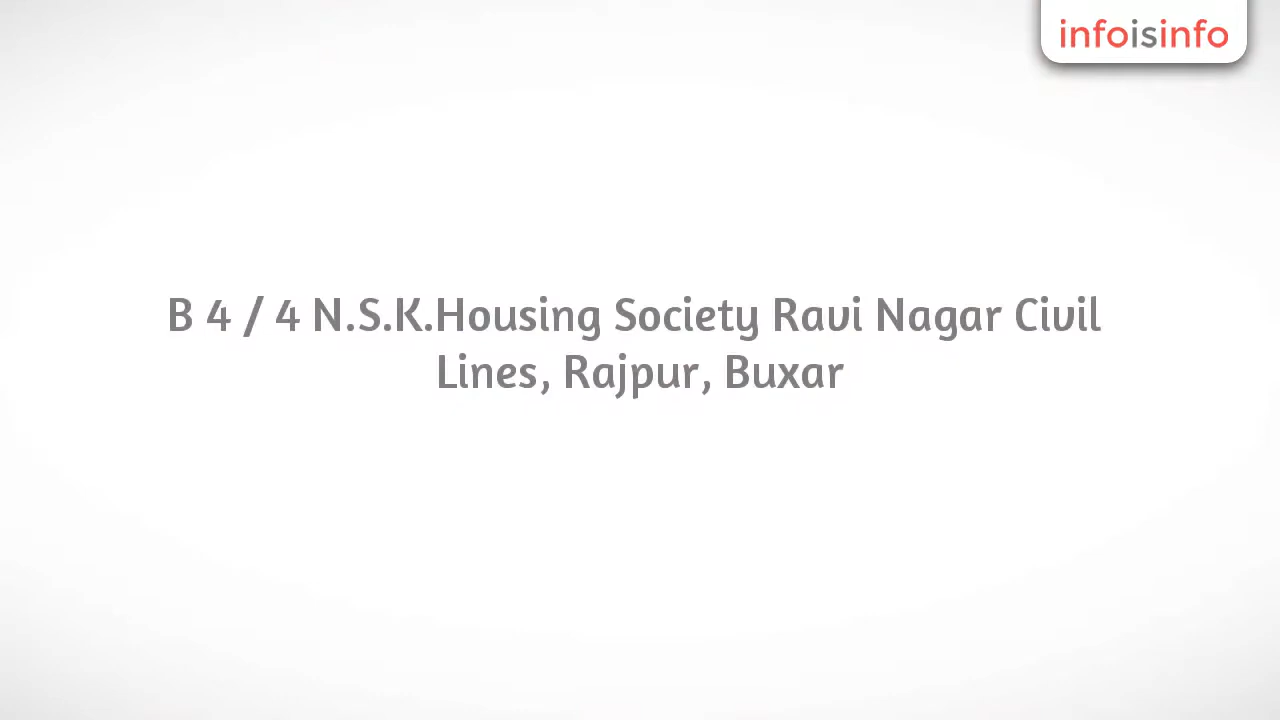 infoisinfo
B 4 / 4 N.S.K.Housing Society Ravi Nagar Civil
Lines, Rajpur, Buxar